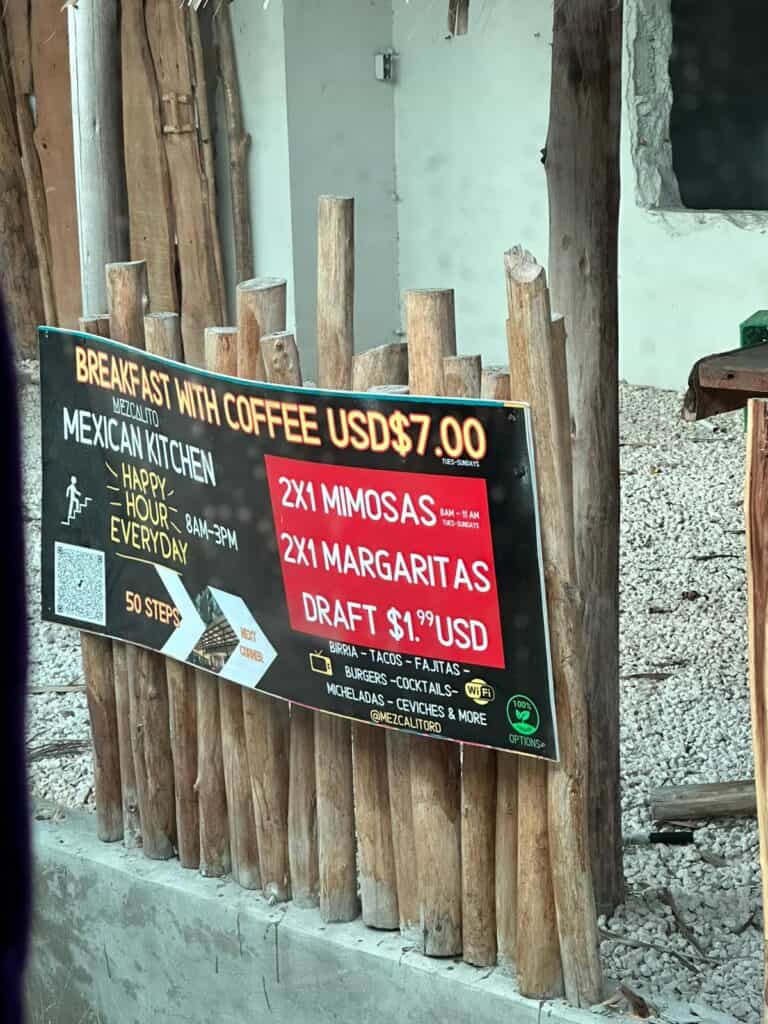 BREAKFAST WITH COFFEE USD$7.00
TUES-SUNDAYS
MEZCALITO
MEXICAN KITCHEN
HAPPY
HOUR
EVERYDAY
8AM-3PM
50 STEPS
NEXT
CORNER
2X1 MIMOSAS
8AM - 11 AM
TUES-SUNDAYS
2X1 MARGARITAS
DRAFT $1.99USD
BIRRIA - TACOS - FAJITAS -
BURGERS -COCKTAILS-
WiFi
MICHELADAS - CEVICHES & MORE
@MEZCALITORD
100%
OPTIONS